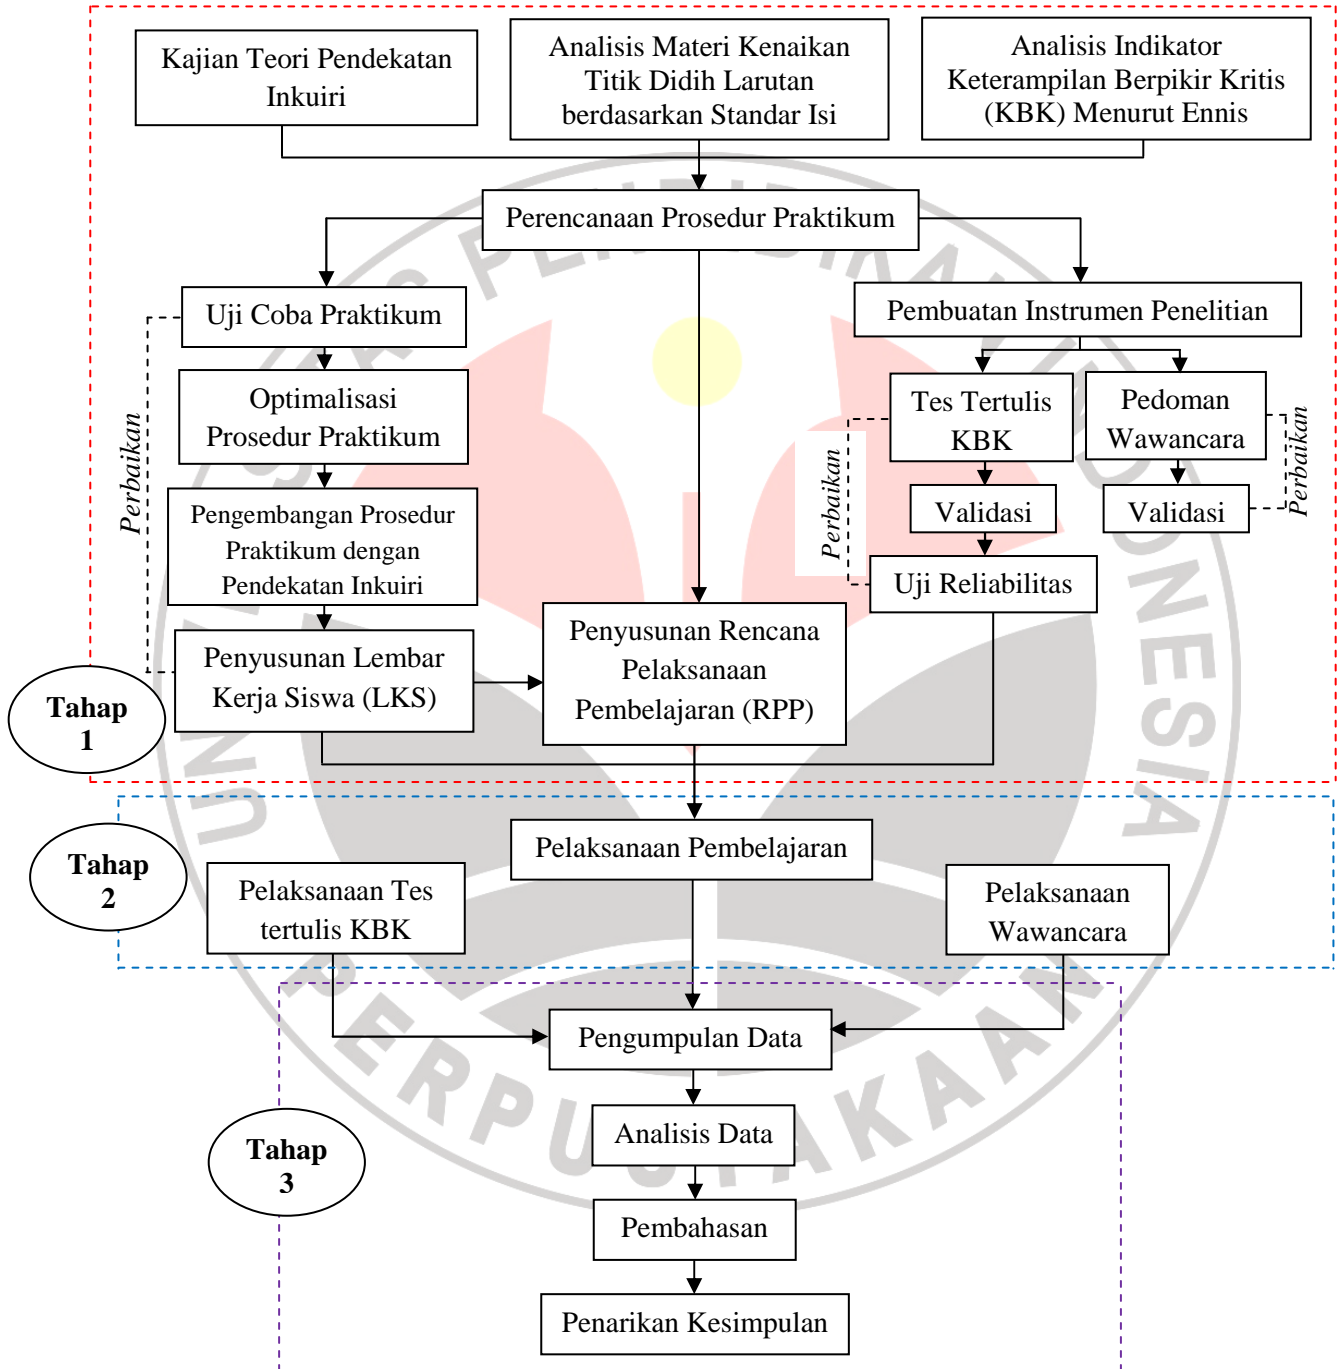 Kajian Teori Pendekatan
Inkuiri
Analisis Materi Kenaikan
Titik Didih Larutan
berdasarkan Standar Isi
Analisis Indikator
Keterampilan Berpikir Kritis
(KBK) Menurut Ennis
Perencanaan Prosedur Praktikum
Uji Coba Praktikum
Optimalisasi
Prosedur Praktikum
Pengembangan Prosedur
Praktikum dengan
Pendekatan Inkuiri
Penyusunan Lembar
Kerja Siswa (LKS)
Perbaikan
Penyusunan Rencana
Pelaksanaan
Pembelajaran (RPP)
Pembuatan Instrumen Penelitian
Tes Tertulis
KBK
Validasi
Uji Reliabilitas
Perbaikan
Pedoman
Wawancara
Validasi
Perbaikan
Tahap
1
Tahap
2
Pelaksanaan Pembelajaran
Pelaksanaan Tes
tertulis KBK
Pelaksanaan
Wawancara
Tahap
3
Pengumpulan Data
Analisis Data
Pembahasan
Penarikan Kesimpulan
UNIVERSITAS PENDIDIKAN INDONESIA
PERPUSTAKAAN